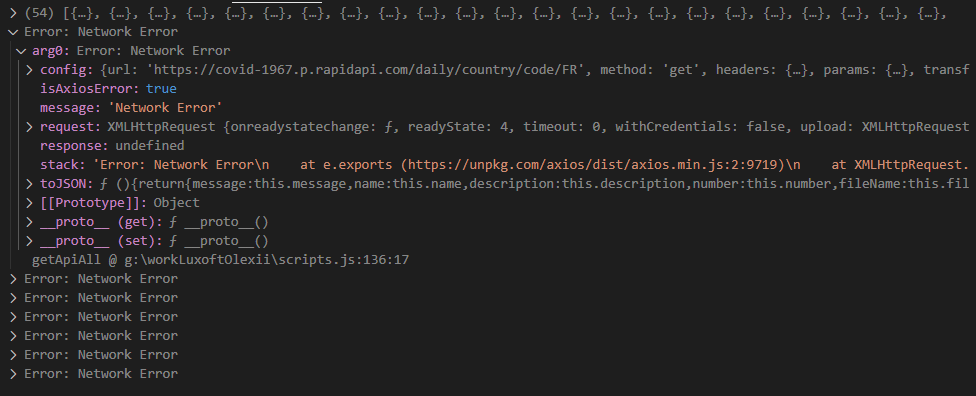 (54) [{…}, {…}, {…}, {…}, {…}, {…}, {…}, {…}, {…}, {…}, {…}, {…}, {…}, {…}, {…}, {…}, {…}, {…}, {…}, {…}, {…}, {…}, {…},
Error: Network Error
arg0: Error: Network Error
config: {url: 'https://covid-1967.p.rapidapi.com/daily/country/code/FR', method: 'get', headers: {…}, params: {…}, transf
isAxiosError: true
message: 'Network Error'
request: XMLHttpRequest {onreadystatechange: ƒ, readyState: 4, timeout: 0, withCredentials: false, upload: XMLHttpRequest
response: undefined
stack: 'Error: Network Error\n    at e.exports (https://unpkg.com/axios/dist/axios.min.js:2:9719)\n    at XMLHttpRequest.
toJSON: ƒ (){return{message:this.message,name:this.name,description:this.description,number:this.number,fileName:this.fil
[[Prototype]]: Object
__proto__ (get): ƒ __proto__()
__proto__ (set): ƒ __proto__()
getApiAll @ g:\workLuxoftOlexii\scripts.js:136:17
Error: Network Error
Error: Network Error
Error: Network Error
Error: Network Error
Error: Network Error
Error: Network Error